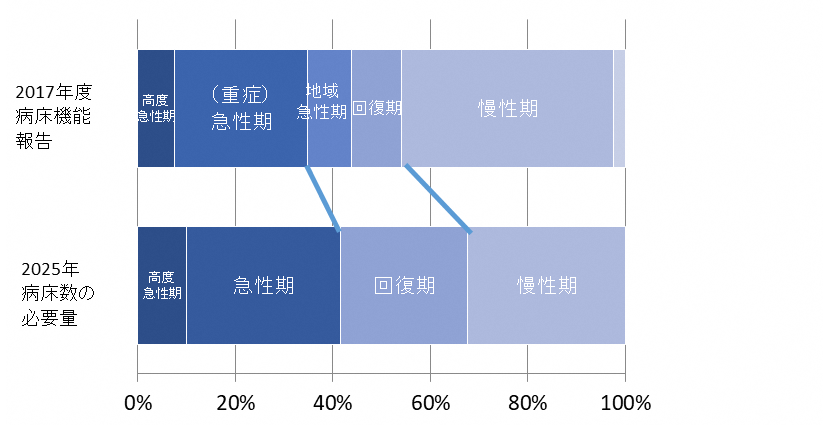 2017年度
病床機能
報告
高度
急性期
（重症）
急性期
地域
急性期
回復期
慢性期
2025年
病床数の
必要量
高度
急性期
急性期
回復期
慢性期
0%
20%
40%
60%
80%
100%